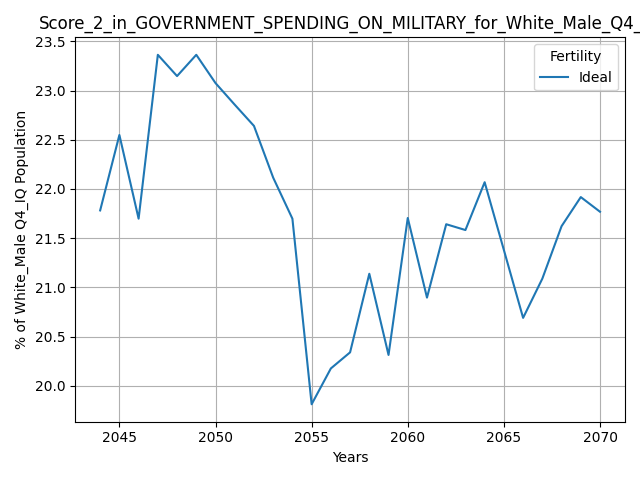 Score_2_in_GOVERNMENT_SPENDING_ON_MILITARY_for_White_Male_Q4_
23.5
23.0
22.5
22.0
21.5
21.0
20.5
20.0
% of White_Male Q4_IQ Population
Fertility
Ideal
2045 2050 2055 2060 2065 2070
Years